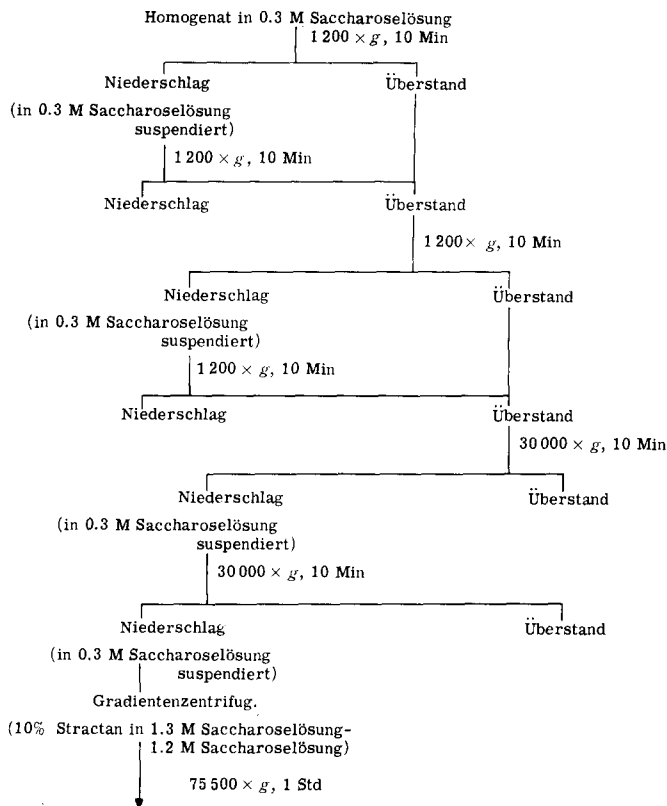 Homogenat in 0.3 M Saccharoselösung
1 200 × g, 10 Min
Niederschlag Überstand
(in 0.3 M Saccharoselösung
suspendiert)
1 200 × g, 10 Min
Niederschlag Überstand
1 200 × g, 10 Min
Niederschlag Überstand
(in 0.3 M Saccharoselösung
suspendiert)
1 200 × g, 10 Min
Niederschlag Überstand
30 000 × g, 10 Min
Niederschlag Überstand
(in 0.3 M Saccharoselösung
suspendiert)
30 000 × g, 10 Min
Niederschlag Überstand
(in 0.3 M Saccharoselösung
suspendiert)
Gradientenzentrifug.
(10% Stractan in 1.3 M Saccharoselösung-
1.2 M Saccharoselösung)
75 500 × g, 1 Std